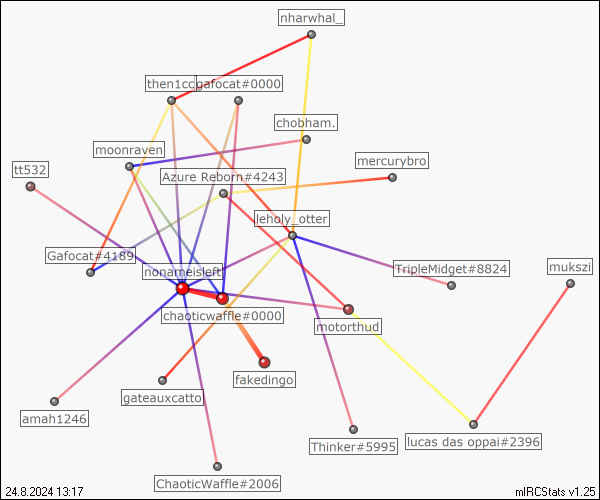 nharwhal_
then1cc
gafocat#0000
chobham.
moonraven
mercurybro
tt532
Azure Reborn#4243
leholy_otter
Gafocat#4189
nonameisleft
TripleMidget#8824
mukszi
chaoticwaffle#0000
motorthud
fakedingo
gateauxcatto
amah1246
Thinker#5995
lucas das oppai#2396
ChaoticWaffle#2006
24.8.2024 13:17
mIRCStats v1.25